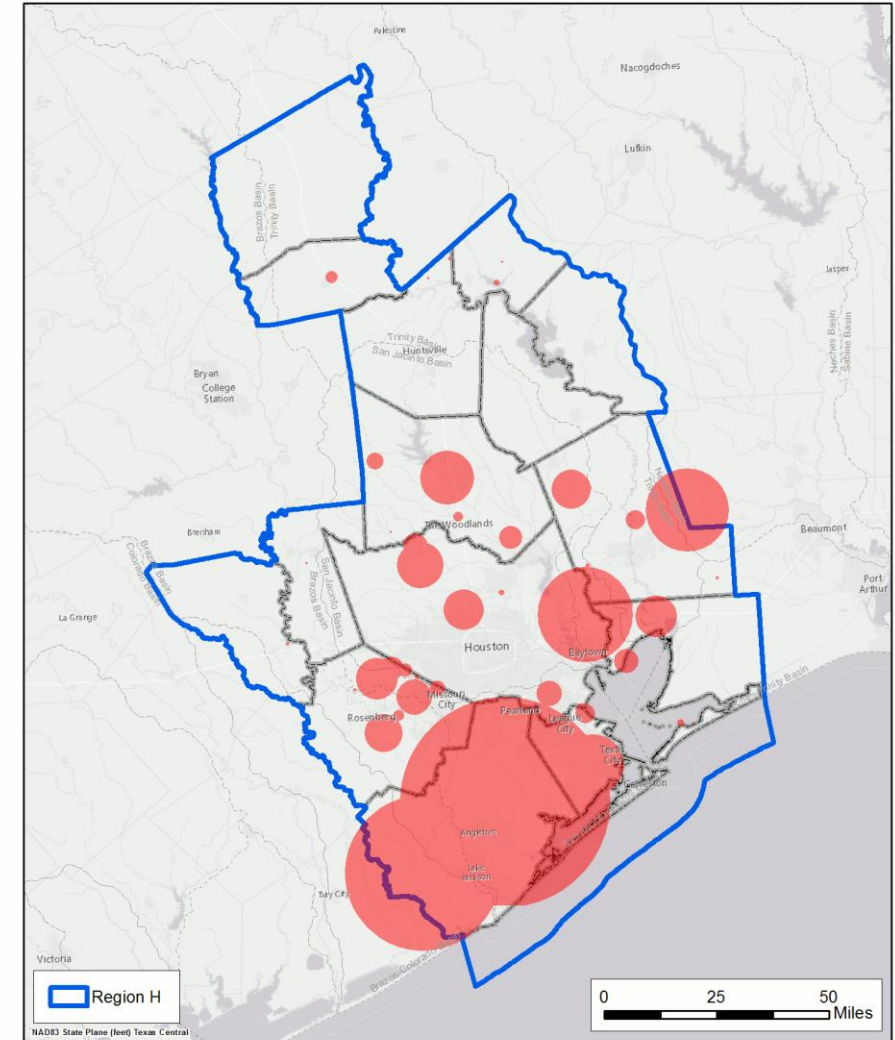 Palestine
Nacogdoches
Lufkin
Brazos Basin
Trinity Basin
Jasper
Neches Basin
Sabine Basin
Trinity Basin
Huntsville
San Jacinto Basin
Bryan
College
Station
The Woodlands
Brenham
Beaumont
Port
Arthur
Brazos Basin
Colorado Basin
San Jacinto Basin
Brazos Basin
La Grange
Houston
Baytown
Missouri
City
Rosenberg
Pearland
League
City
Texas
City
Galveston
Angleton
Lake
Jackson
Bay City
Victoria
Region H
0 25 50
Miles
NAD83 State Plane (feet) Texas Central